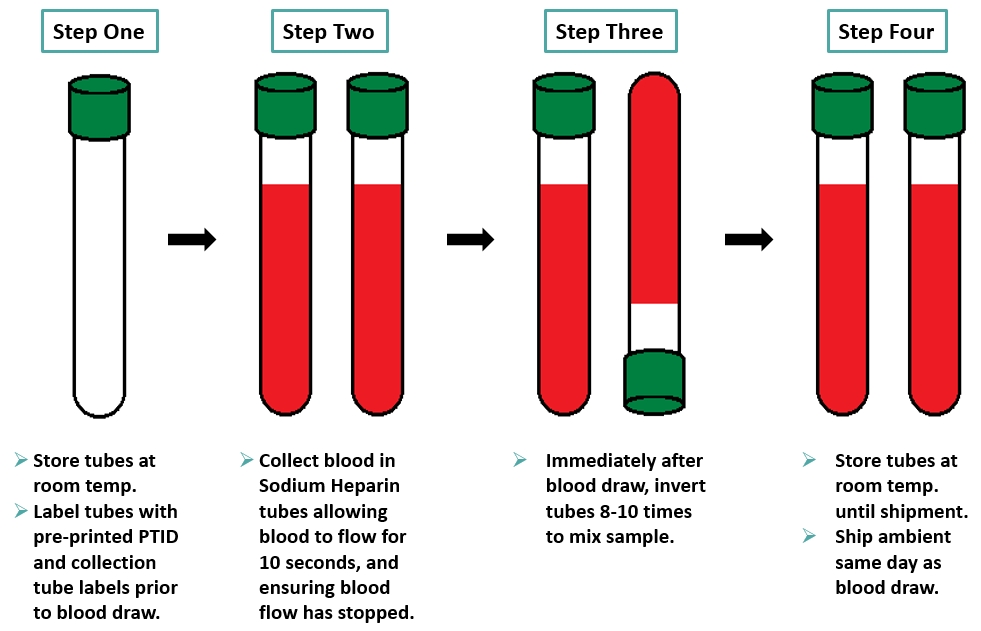 Step One
Step Two
Step Three
Step Four
Store tubes at
room temp.
Label tubes with
pre-printed PTID
and collection
tube labels prior
to blood draw.
Collect blood in
Sodium Heparin
tubes allowing
blood to flow for
10 seconds, and
ensuring blood
flow has stopped.
Immediately after
blood draw, invert
tubes 8-10 times
to mix sample.
Store tubes at
room temp.
until shipment.
Ship ambient
same day as
blood draw.